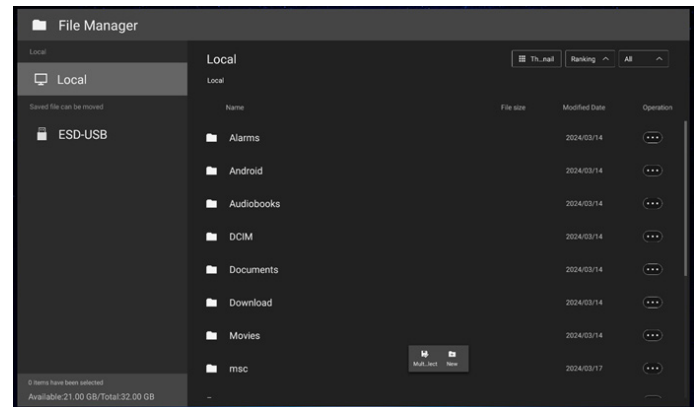 File Manager
Local
Local
Saved file can be moved
ESD-USB
0 items have been selected
Available:21.00 GB/Total:32.00 GB
Local
Th...nail Ranking All
Local
Name File size Modified Date Operation
Alarms 2024/03/14
Android 2024/03/14
Audiobooks 2024/03/14
DCIM 2024/03/14
Documents 2024/03/14
Download 2024/03/14
Movies 2024/03/14
Mult...lect New
msc 2024/03/17